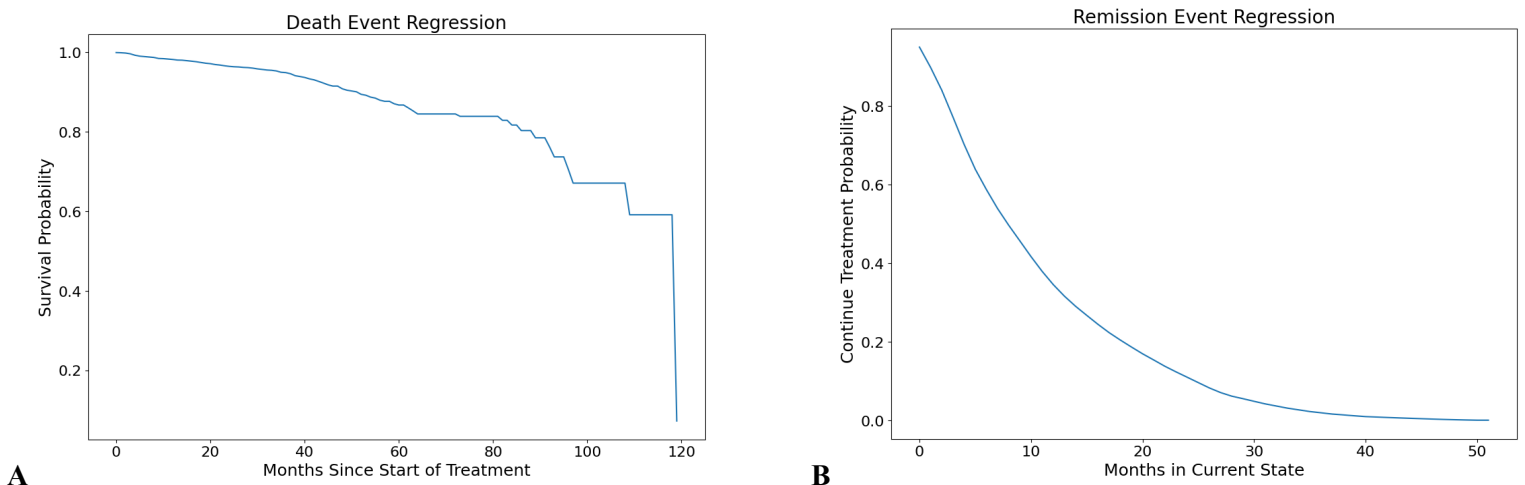 Death Event Regression
Survival Probability
1.0
0.8
0.6
0.4
0.2
0 20 40 60 80 100 120
Months Since Start of Treatment
A
Remission Event Regression
Continue Treatment Probability
0.8
0.6
0.4
0.2
0.0
0 10 20 30 40 50
Months in Current State
B